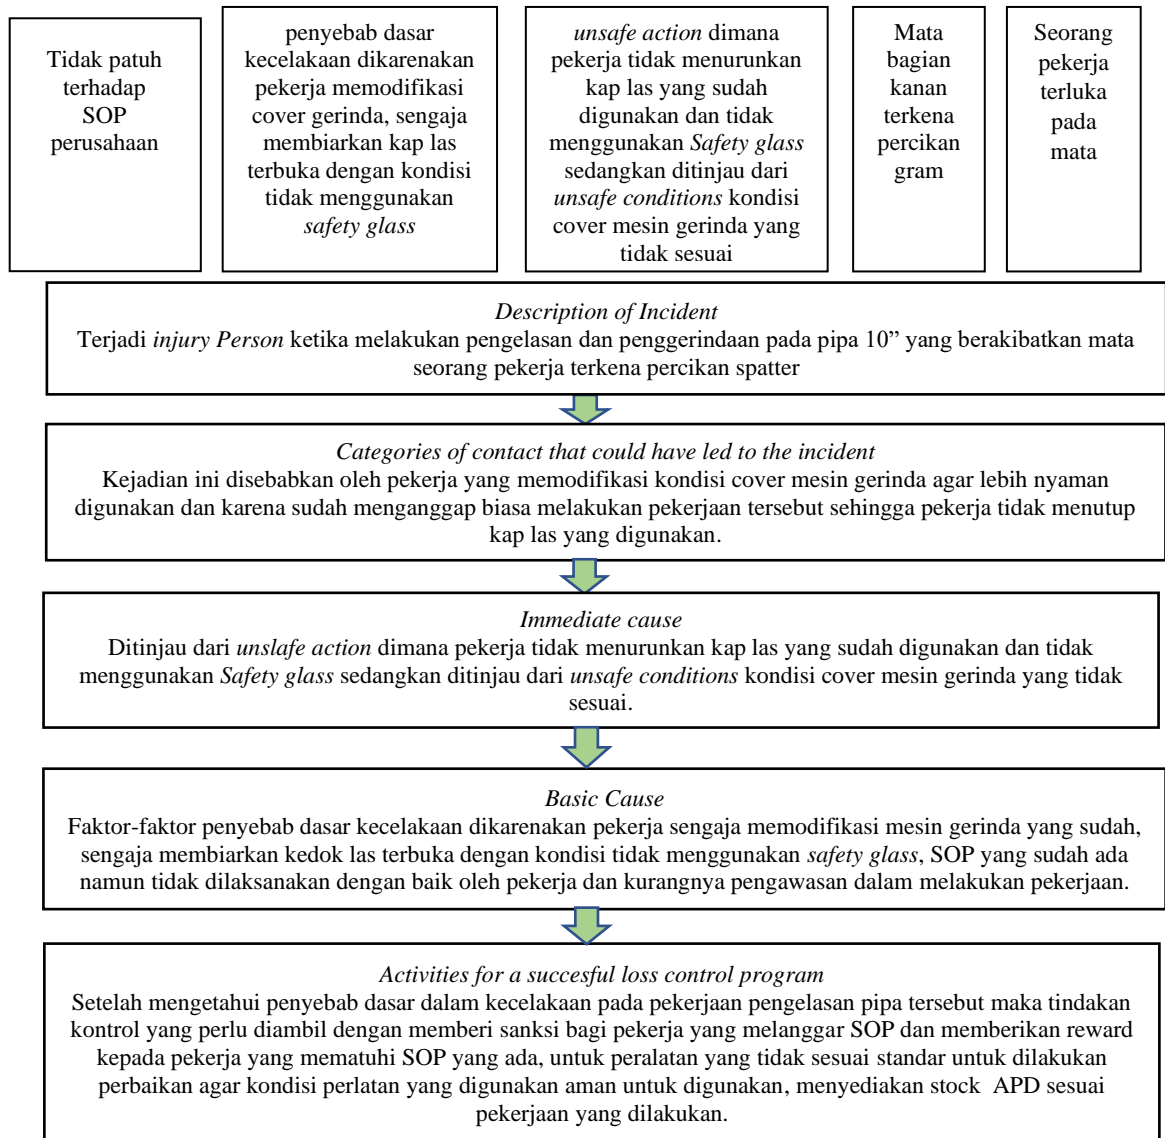 Tidak patuh
terhadap
SOP
perusahaan
penyebab dasar
kecelakaan dikarenakan
pekerja memodifikasi
cover gerinda, sengaja
membiarkan kap las
terbuka dengan kondisi
tidak menggunakan
safety glass
unsafe action dimana
pekerja tidak menurunkan
kap las yang sudah
digunakan dan tidak
menggunakan Safety glass
sedangkan ditinjau dari
unsafe conditions kondisi
cover mesin gerinda yang
tidak sesuai
Mata
bagian
kanan
terkena
percikan
gram
Seorang
pekerja
terluka
pada
mata
Description of Incident
Terjadi injury Person ketika melakukan pengelasan dan penggerindaan pada pipa 10” yang berakibatkan mata
seorang pekerja terkena percikan spatter
Categories of contact that could have led to the incident
Kejadian ini disebabkan oleh pekerja yang memodifikasi kondisi cover mesin gerinda agar lebih nyaman
digunakan dan karena sudah menganggap biasa melakukan pekerjaan tersebut sehingga pekerja tidak menutup
kap las yang digunakan.
Immediate cause
Ditinjau dari unslafe action dimana pekerja tidak menurunkan kap las yang sudah digunakan dan tidak
menggunakan Safety glass sedangkan ditinjau dari unsafe conditions kondisi cover mesin gerinda yang tidak
sesuai.
Basic Cause
Faktor-faktor penyebab dasar kecelakaan dikarenakan pekerja sengaja memodifikasi mesin gerinda yang sudah,
sengaja membiarkan kedok las terbuka dengan kondisi tidak menggunakan safety glass, SOP yang sudah ada
namun tidak dilaksanakan dengan baik oleh pekerja dan kurangnya pengawasan dalam melakukan pekerjaan.
Activities for a succesful loss control program
Setelah mengetahui penyebab dasar dalam kecelakaan pada pekerjaan pengelasan pipa tersebut maka tindakan
kontrol yang perlu diambil dengan memberi sanksi bagi pekerja yang melanggar SOP dan memberikan reward
kepada pekerja yang mematuhi SOP yang ada, untuk peralatan yang tidak sesuai standar untuk dilakukan
perbaikan agar kondisi perlatan yang digunakan aman untuk digunakan, menyediakan stock APD sesuai
pekerjaan yang dilakukan.